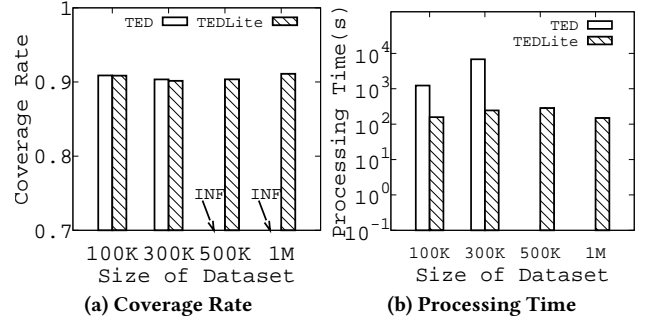 TED TEDLite
Coverage Rate
1
0.9
0.8
0.7
INF INF
100K 300K 500K 1M
Size of Dataset
(a) Coverage Rate
TED
TEDLite
Processing Time(s)
10^4
10^3
10^2
10^1
10^0
10^-1
100K 300K 500K 1M
Size of Dataset
(b) Processing Time